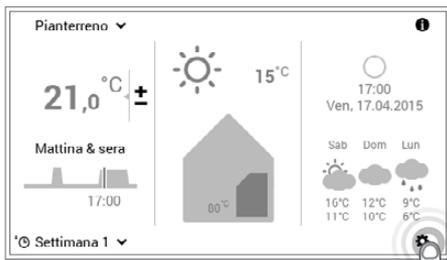 Pianterreno
21,0 °C ±
Mattina & sera
17:00
Settimana 1
15°C
80°C
17:00
Ven, 17.04.2015
Sab Dom Lun
16°C 12°C 9°C
11°C 10°C 6°C